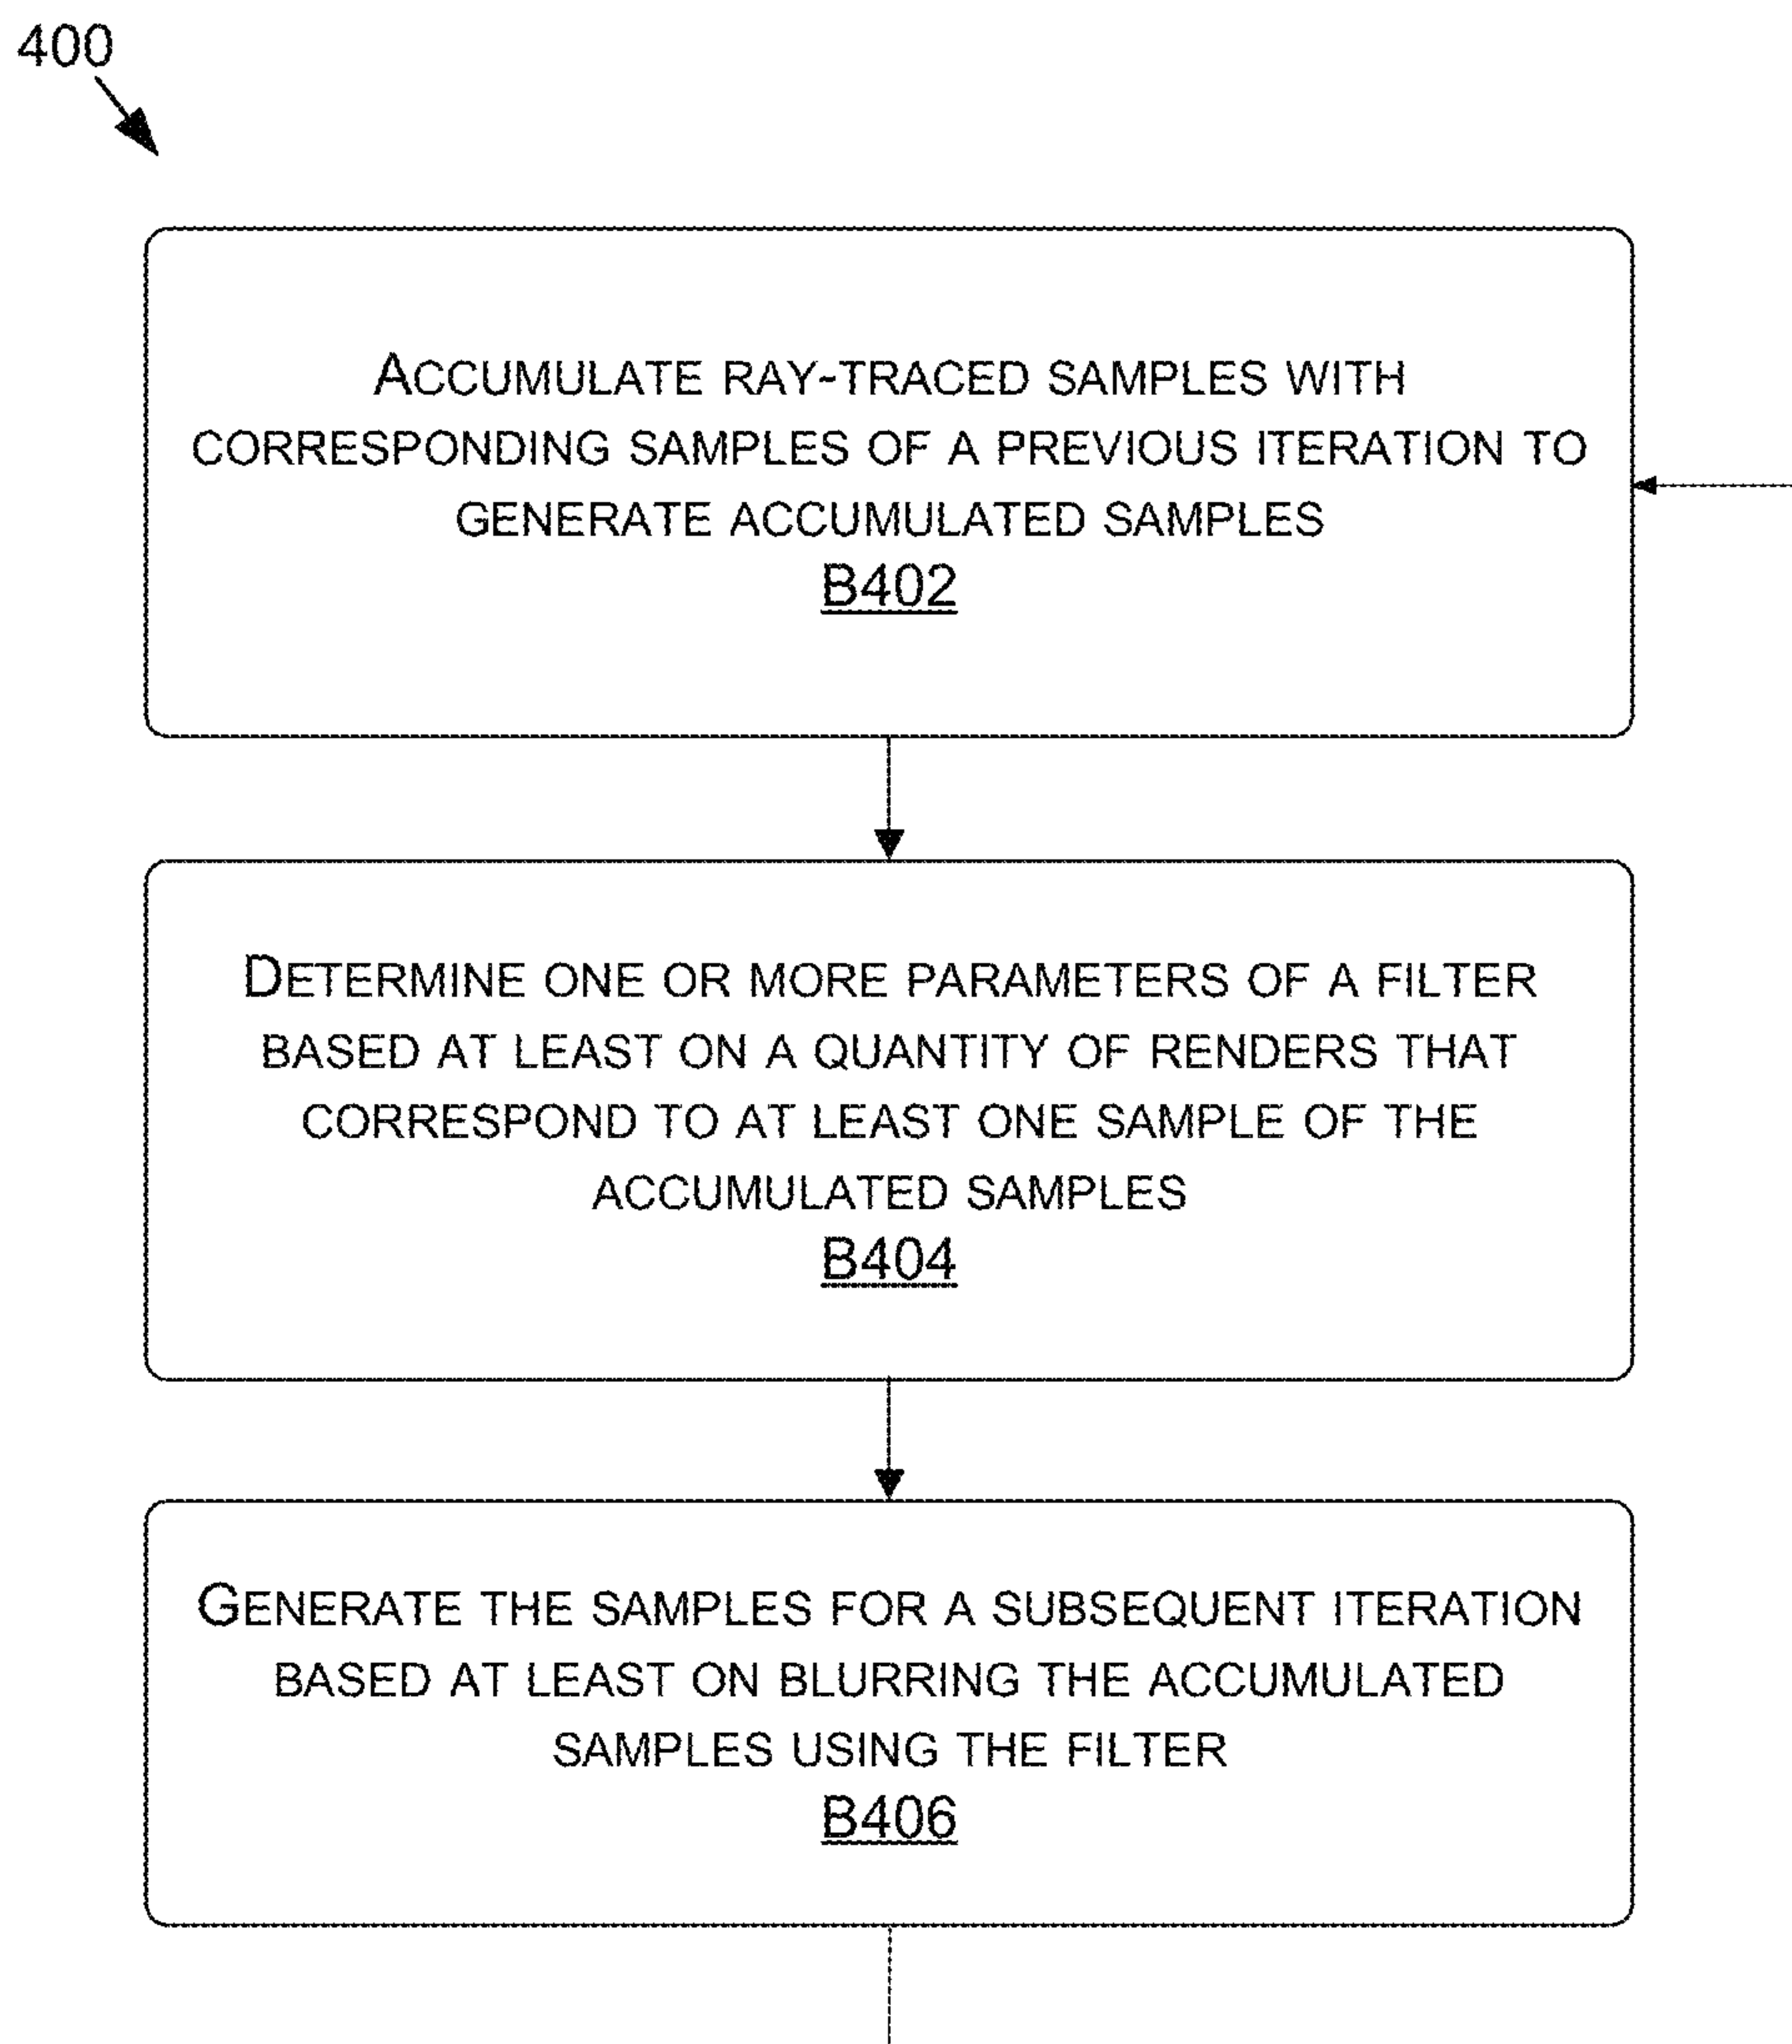 400
ACCUMULATE RAY-TRACED SAMPLES WITH
CORRESPONDING SAMPLES OF A PREVIOUS ITERATION TO
GENERATE ACCUMULATED SAMPLES
B402
DETERMINE ONE OR MORE PARAMETERS OF A FILTER
BASED AT LEAST ON A QUANTITY OF RENDERS THAT
CORRESPOND TO AT LEAST ONE SAMPLE OF THE
ACCUMULATED SAMPLES
B404
GENERATE THE SAMPLES FOR A SUBSEQUENT ITERATION
BASED AT LEAST ON BLURRING THE ACCUMULATED
SAMPLES USING THE FILTER
B406